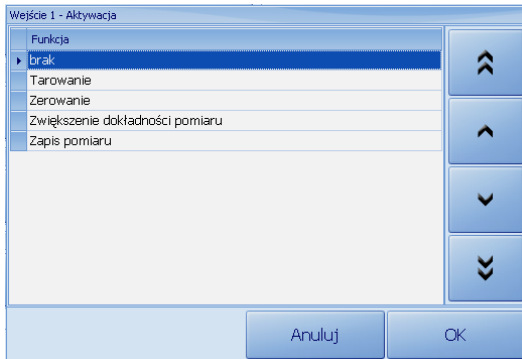 Wejście 1 - Aktywacja
Funkcja
brak
Tarowanie
Zerowanie
Zwiększenie dokładności pomiaru
Zapis pomiaru
Anuluj
OK